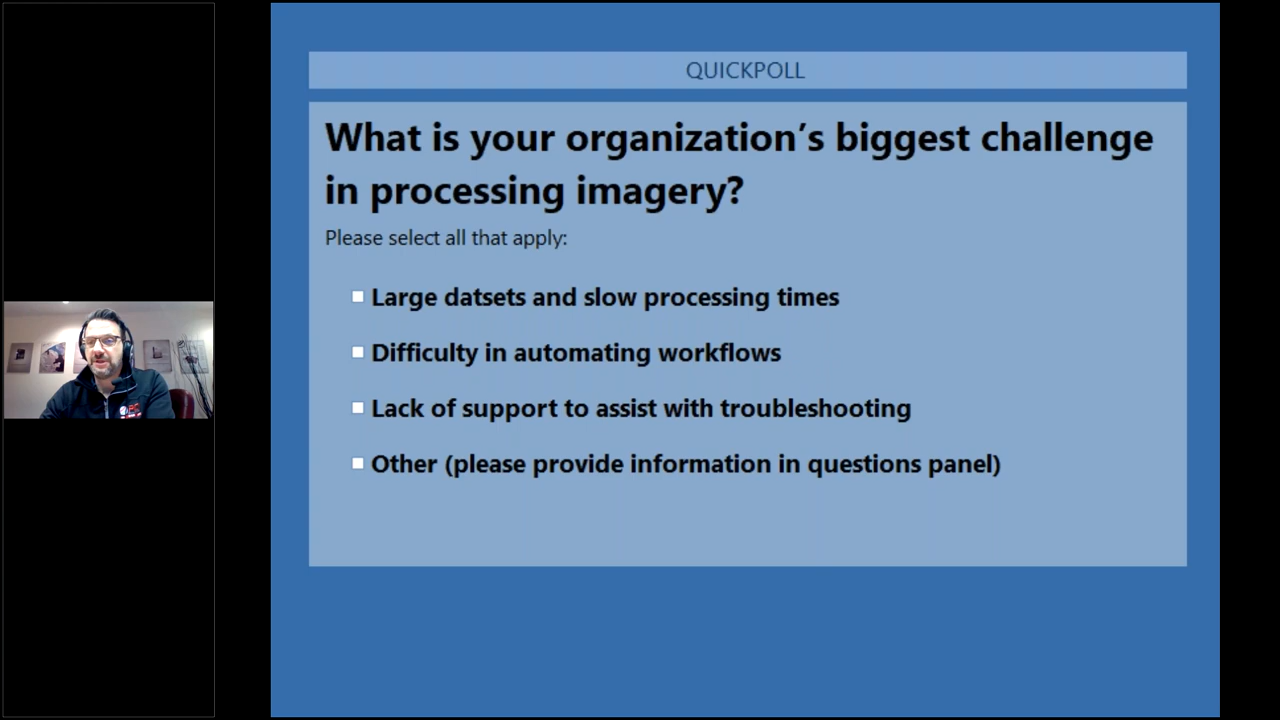 QUICKPOLL
What is your organization’s biggest challenge
in processing imagery?
Please select all that apply:
Large datsets and slow processing times
Difficulty in automating workflows
Lack of support to assist with troubleshooting
Other (please provide information in questions panel)